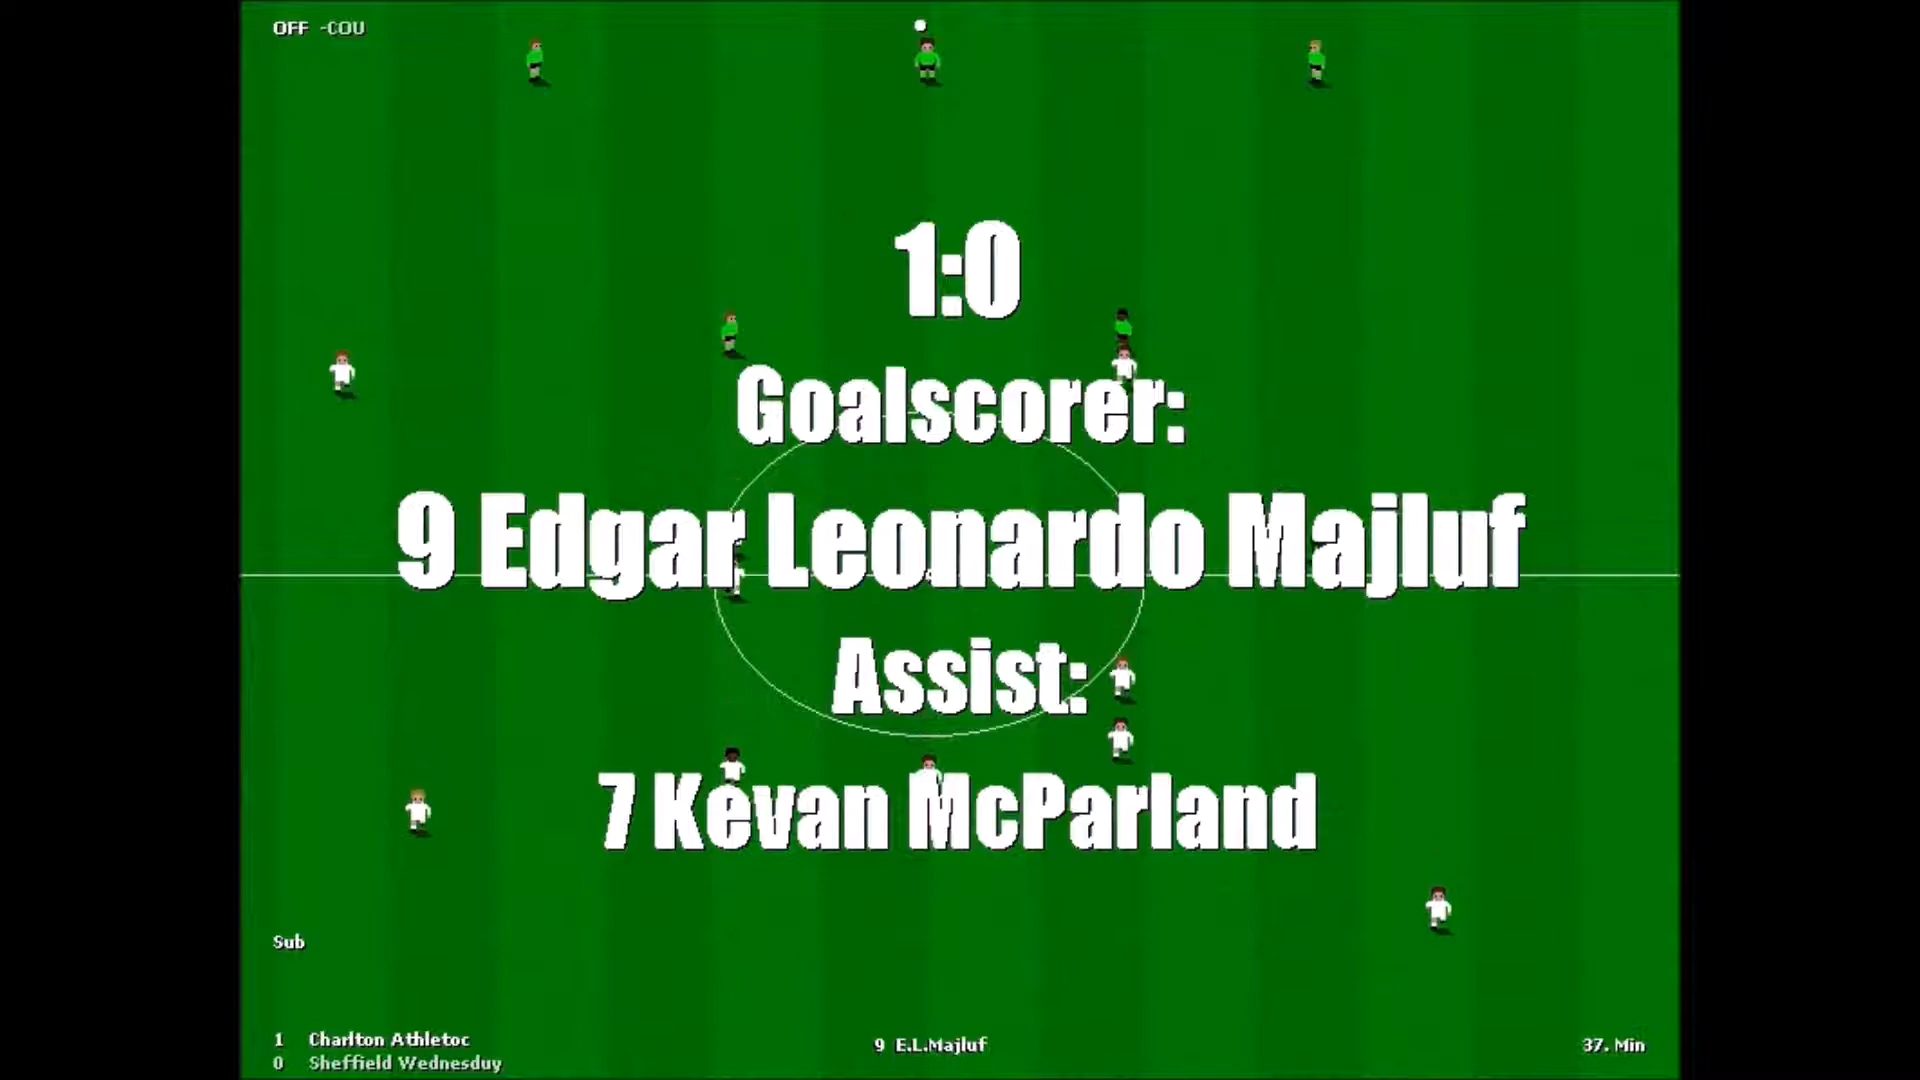 OFF -COU
1:0
Goalscorer:
9 Edgar Leonardo Majluf
Assist:
7 Kevan McParland
Sub
1 Charlton Athletoc
0 Sheffield Wednesduy
9 E.L.Majluf
37. Min